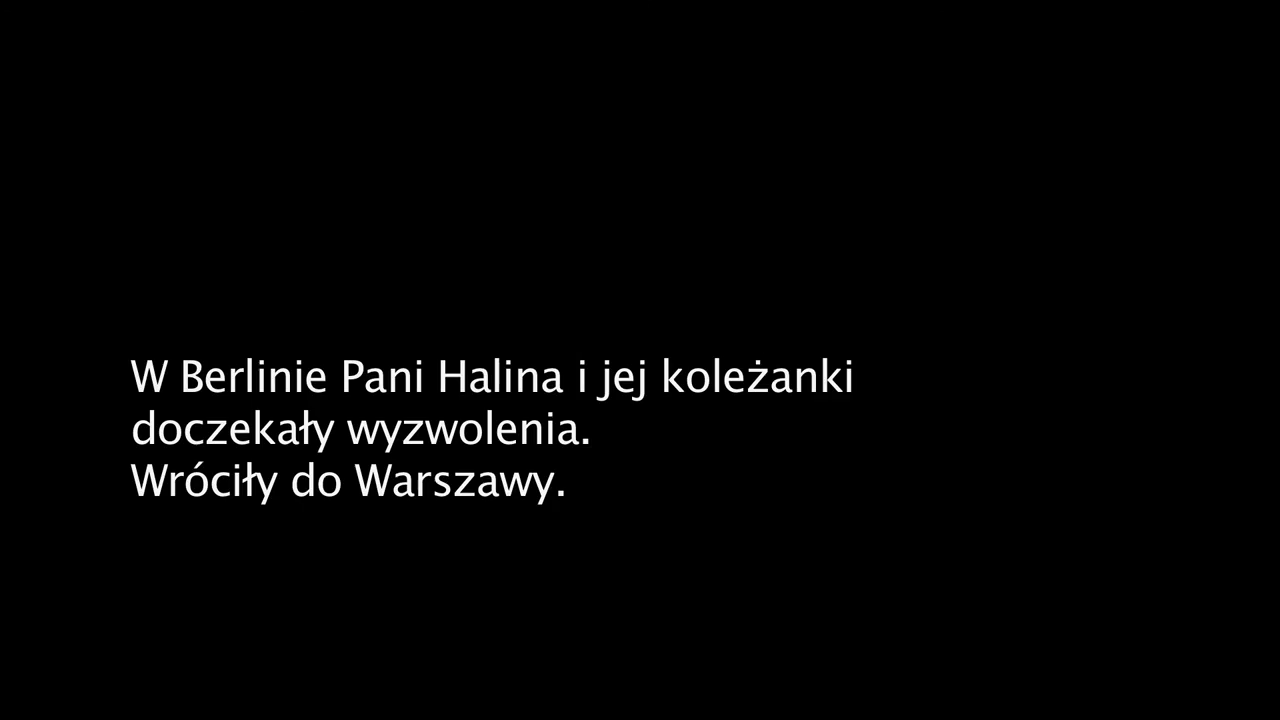 W Berlinie Pani Halina i jej koleżanki
doczekały wyzwolenia.
Wróciły do Warszawy.